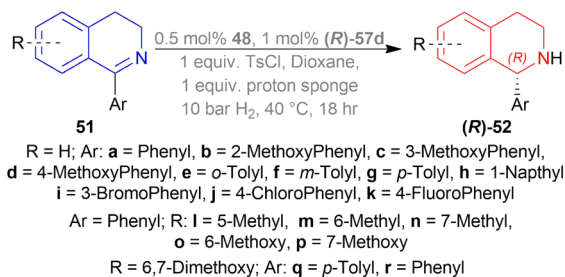 0.5 mol% 48, 1 mol% (R)-57d
1 equiv. TsCl, Dioxane,
1 equiv. proton sponge
10 bar H2, 40 °C, 18 hr
R
N
Ar
51
R
(R)
NH
Ar
(R)-52
R = H; Ar: a = Phenyl, b = 2-MethoxyPhenyl, c = 3-MethoxyPhenyl,
d = 4-MethoxyPhenyl, e = o-Tolyl, f = m-Tolyl, g = p-Tolyl, h = 1-Napthyl
i = 3-BromoPhenyl, j = 4-ChloroPhenyl, k = 4-FluoroPhenyl
Ar = Phenyl; R: l = 5-Methyl, m = 6-Methyl, n = 7-Methyl,
o = 6-Methoxy, p = 7-Methoxy
R = 6,7-Dimethoxy; Ar: q = p-Tolyl, r = Phenyl